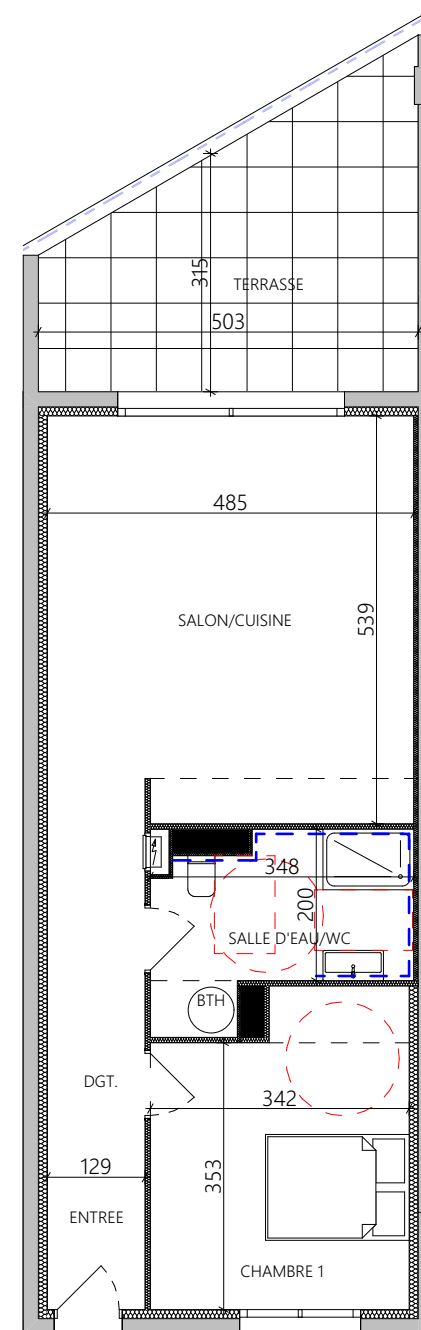 315
TERRASSE
503
485
SALON/CUISINE
539
348
200
SALLE D'EAU/WC
BTH
DGT.
342
129
353
ENTREE
CHAMBRE 1